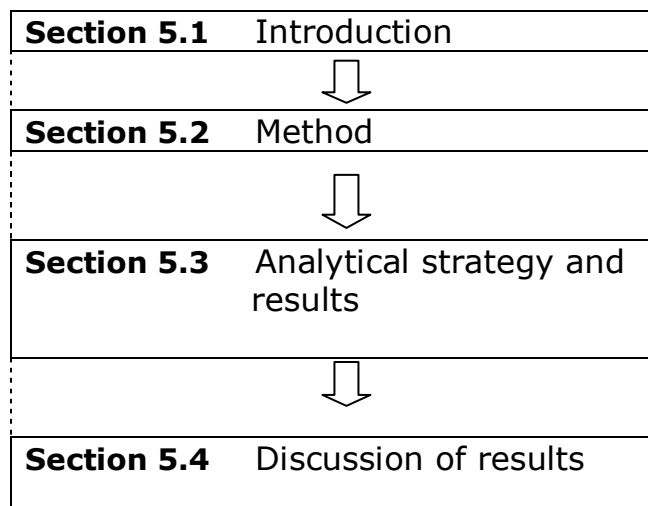 Section 5.1 Introduction
Section 5.2 Method
Section 5.3 Analytical strategy and
results
Section 5.4 Discussion of results